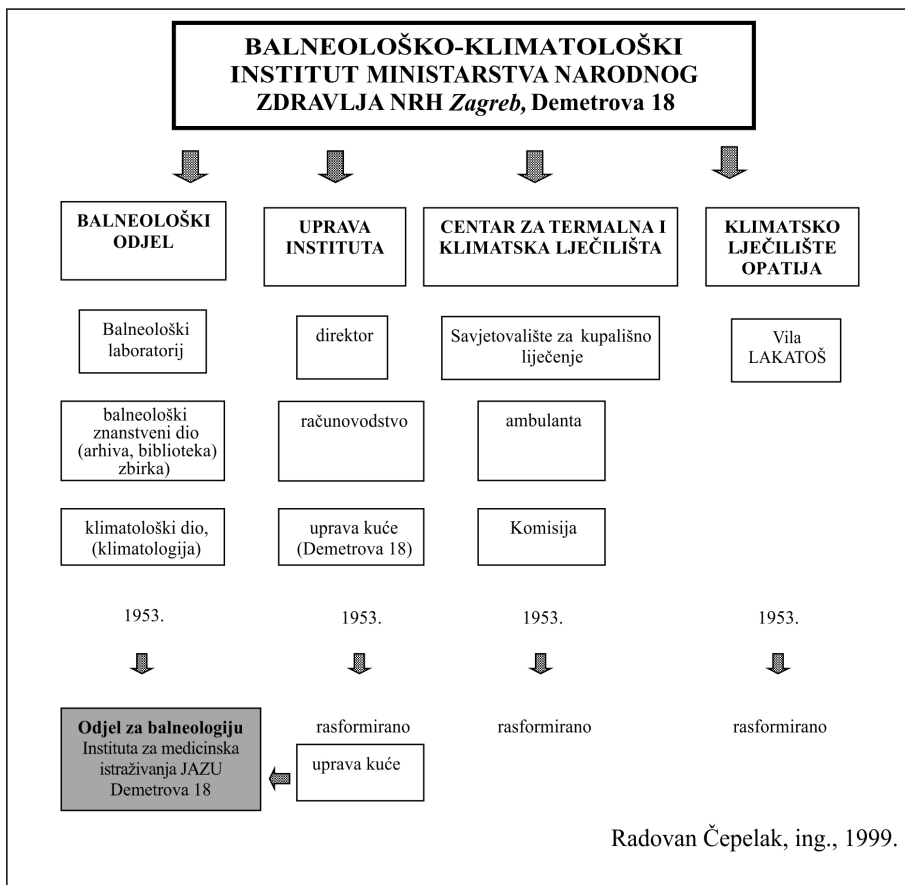 BALNEOLOŠKO-KLIMATOLOŠKI
INSTITUT MINISTARSTVA NARODNOG
ZDRAVLJA NRH Zagreb, Demetrova 18
BALNEOLOŠKI
ODJEL
UPRAVA
INSTITUTA
CENTAR ZA TERMALNA I
KLIMATSKA LJEČILIŠTA
KLIMATSKO
LJEČILIŠTE
OPATIJA
Balneološki
laboratorij
direktor
Savjetovalište za kupališno
liječenje
Vila
LAKATOŠ
balneološki
znanstveni dio
(arhiva, biblioteka)
zbirka)
računovodstvo
ambulanta
klimatološki dio,
(klimatologija)
uprava kuće
(Demetrova 18)
Komisija
1953.
1953.
1953.
1953.
Odjel za balneologiju
Instituta za medicinska
istraživanja JAZU
Demetrova 18
rasformirano
uprava kuće
rasformirano
rasformirano
Radovan Čepelak, ing., 1999.